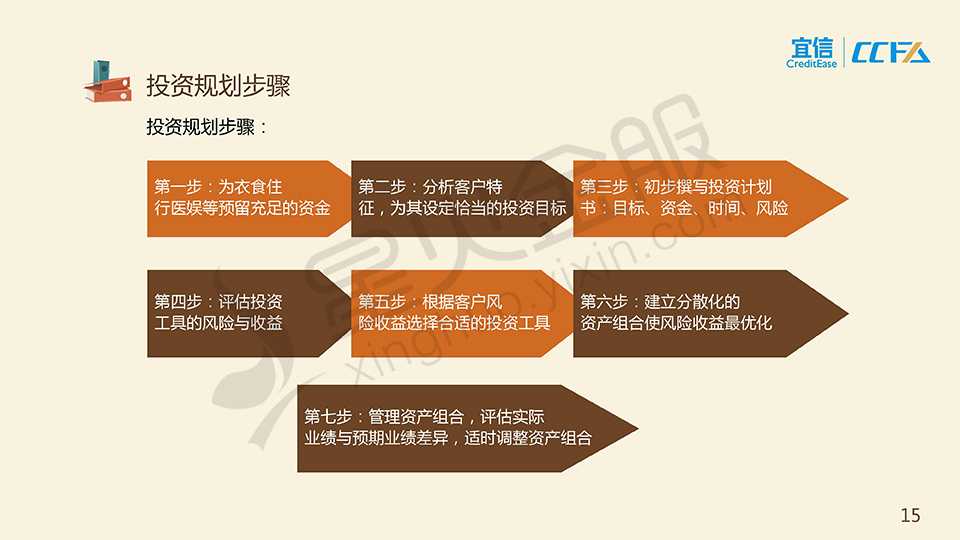 宜信
CreditEase
CCFA
投资规划步骤
投资规划步骤：
第一步：为衣食住
行医娱等预留充足的资金
第二步：分析客户特
征，为其设定恰当的投资目标
第三步：初步撰写投资计划
书：目标、资金、时间、风险
第四步：评估投资
工具的风险与收益
第五步：根据客户风
险收益选择合适的投资工具
第六步：建立分散化的
资产组合使风险收益最优化
第七步：管理资产组合，评估实际
业绩与预期业绩差异，适时调整资产组合
星火金服
xinghuo.yixin.com
15